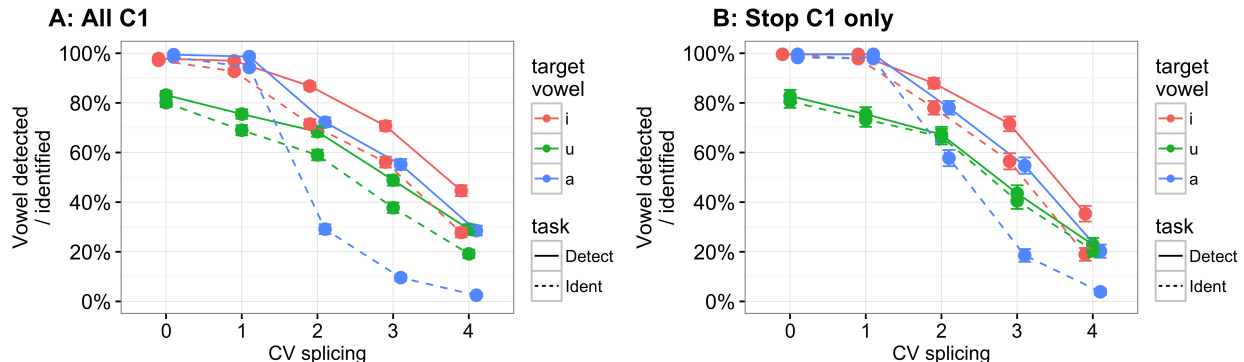 A: All C1
100%
80%
60%
40%
20%
0%
Vowel detected
/ identified
0 1 2 3 4
CV splicing
target
vowel
i
u
a
task
Detect
Ident
B: Stop C1 only
100%
80%
60%
40%
20%
0%
Vowel detected
/ identified
0 1 2 3 4
CV splicing
target
vowel
i
u
a
task
Detect
Ident